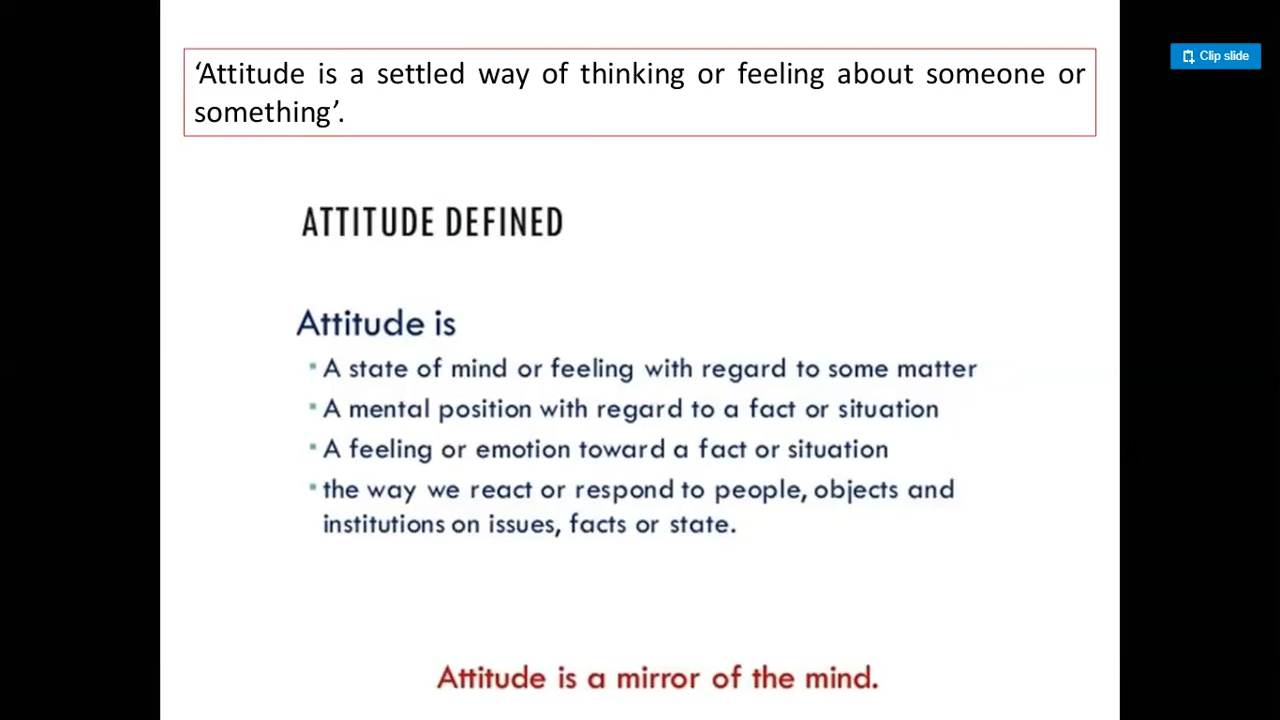 ‘Attitude is a settled way of thinking or feeling about someone or
something’.
Clip slide
ATTITUDE DEFINED
Attitude is
▪ A state of mind or feeling with regard to some matter
▪ A mental position with regard to a fact or situation
▪ A feeling or emotion toward a fact or situation
▪ the way we react or respond to people, objects and
institutions on issues, facts or state.
Attitude is a mirror of the mind.